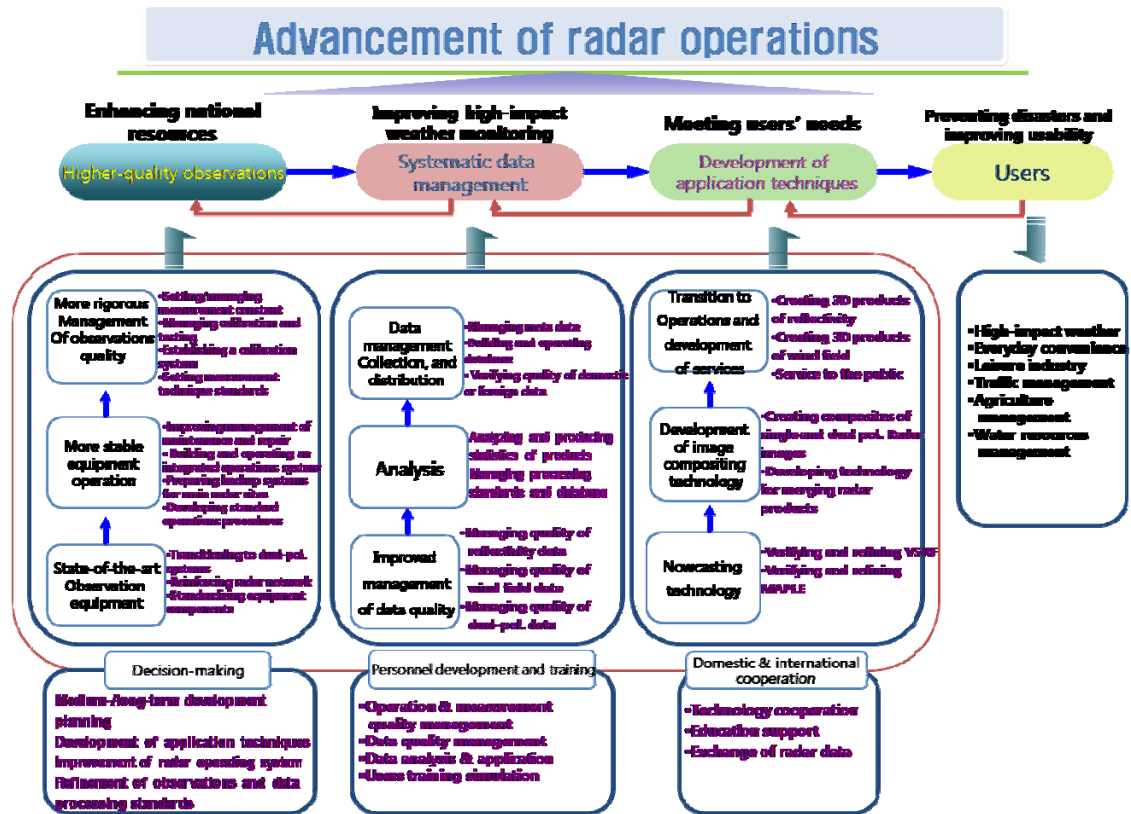 Advancement of radar operations
Enhancing national
resources
Improving high-impact
weather monitoring
Meeting users' needs
Preventing disasters and
improving usability
Higher-quality observations
Systematic data
management
Development of
application techniques
Users
More rigorous
Management
Of observations
quality
•Setting/managing
measurement constant
•Managing calibration and
testing
•Establishing a calibration
system
•Setting measurement
technique standards
More stable
equipment
operation
•Improving management of
maintenance and repair
• Building and operating an
integrated operations system
•Preparing backup systems
for main radar sites
•Developing standard
operations procedures
State-of-the-art
Observation
equipment
•Transitioning to dual-pol.
systems
•Reinforcing radar network
•Standardizing equipment
components
Data
management
Collection, and
distribution
•Managing meta data
•Building and operating
database
• Verifying quality of domestic
or foreign data
Analysis
Analyzing and producing
statistics of products
Managing processing
standards and database
Improved
management
of data quality
•Managing quality of
reflectivity data
•Managing quality of
wind field data
•Managing quality of
dual-pol. data
Transition to
Operations and
development
of services
•Creating 3D products
of reflectivity
•Creating 3D products
of wind field
•Service to the public
Development
of image
compositing
technology
•Creating composites of
single and dual pol. Radar
images
•Developing technology
for merging radar
products
Nowcasting
technology
•Verifying and refining VSRF
•Verifying and refining
MAPLE
•High-impact weather
•Everyday convenience
•Leisure industry
•Traffic management
•Agriculture
management
•Water resources
management
Decision-making
Medium-/long-term development
planning
Development of application techniques
Improvement of radar operating system
Refinement of observations and data
processing standards
Personnel development and training
•Operation & measurement
quality management
•Data quality management
•Data analysis & application
•Users training simulation
Domestic & international
cooperation
•Technology cooperation
•Education support
•Exchange of radar data